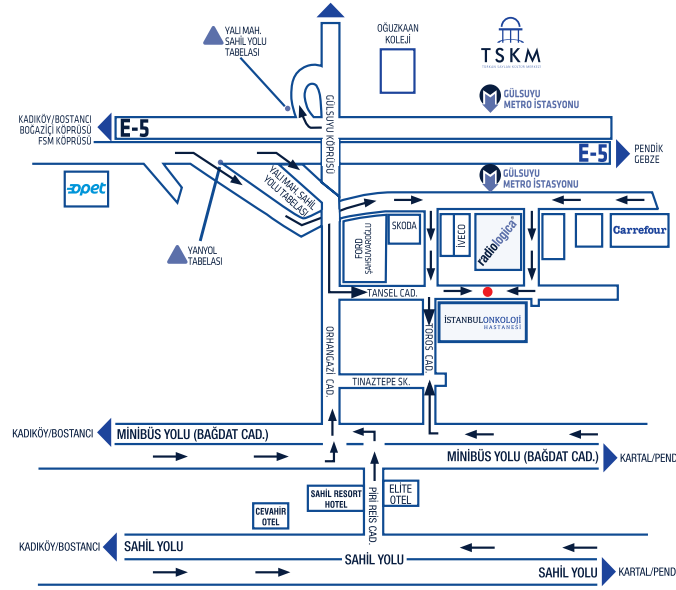 YALI MAH.
SAHİL YOLU
TABELASI
OĞUZKAAN
KOLEJİ
TSKM
GÜLSUYU
METRO İSTASYONU
KADIKÖY/BOSTANCI
BOĞAZİÇİ KÖPRÜSÜ
FSM KÖPRÜSÜ
E-5
GÜLSUYU KÖPRÜSÜ
E-5
PENDİK
GEBZE
GÜLSUYU
METRO İSTASYONU
opet
YALI MAH. SAHİL
YOLU TABELASI
YANYOL
TABELASI
FORD
ŞAHSUVAROĞLU
SKODA
İVECO
radiologica
Carrefour
TANSEL CAD.
İSTANBULONKOLOJİ
HASTANESİ
ORHANGAZİ CAD.
TOROS CAD.
TINAZTEPE SK.
KADIKÖY/BOSTANCI
MİNİBÜS YOLU (BAĞDAT CAD.)
MİNİBÜS YOLU (BAĞDAT CAD.)
KARTAL/PEND
SAHİL RESORT
HOTEL
ELİTE
OTEL
CEVAHİR
OTEL
PİRİ REİS CAD.
KADIKÖY/BOSTANCI
SAHİL YOLU
SAHİL YOLU
SAHİL YOLU
KARTAL/PEND